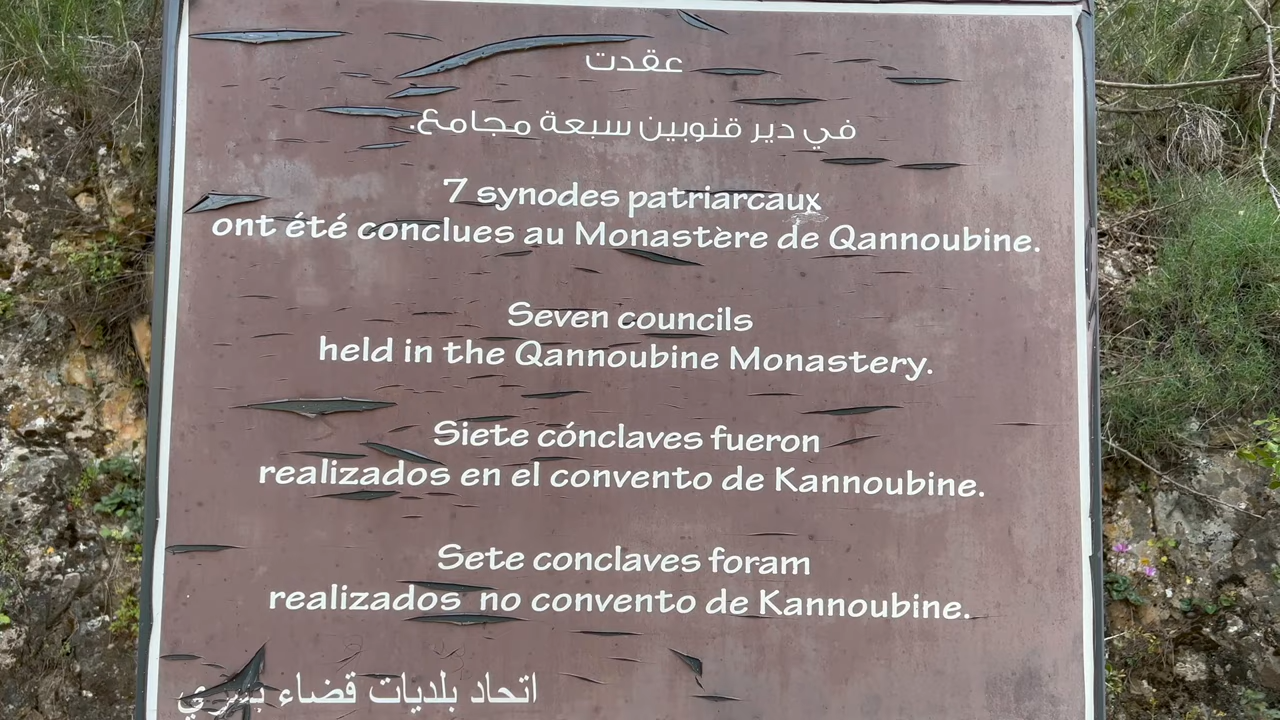 عقدت
في دير قنوبين سبعة مجامع.
7 synodes patriarcaux
ont été conclues au Monastère de Qannoubine.
Seven councils
held in the Qannoubine Monastery.
Siete cónclaves fueron
realizados en el convento de Kannoubine.
Sete conclaves foram
realizados no convento de Kannoubine.
اتحاد بلديات قضاء بشري